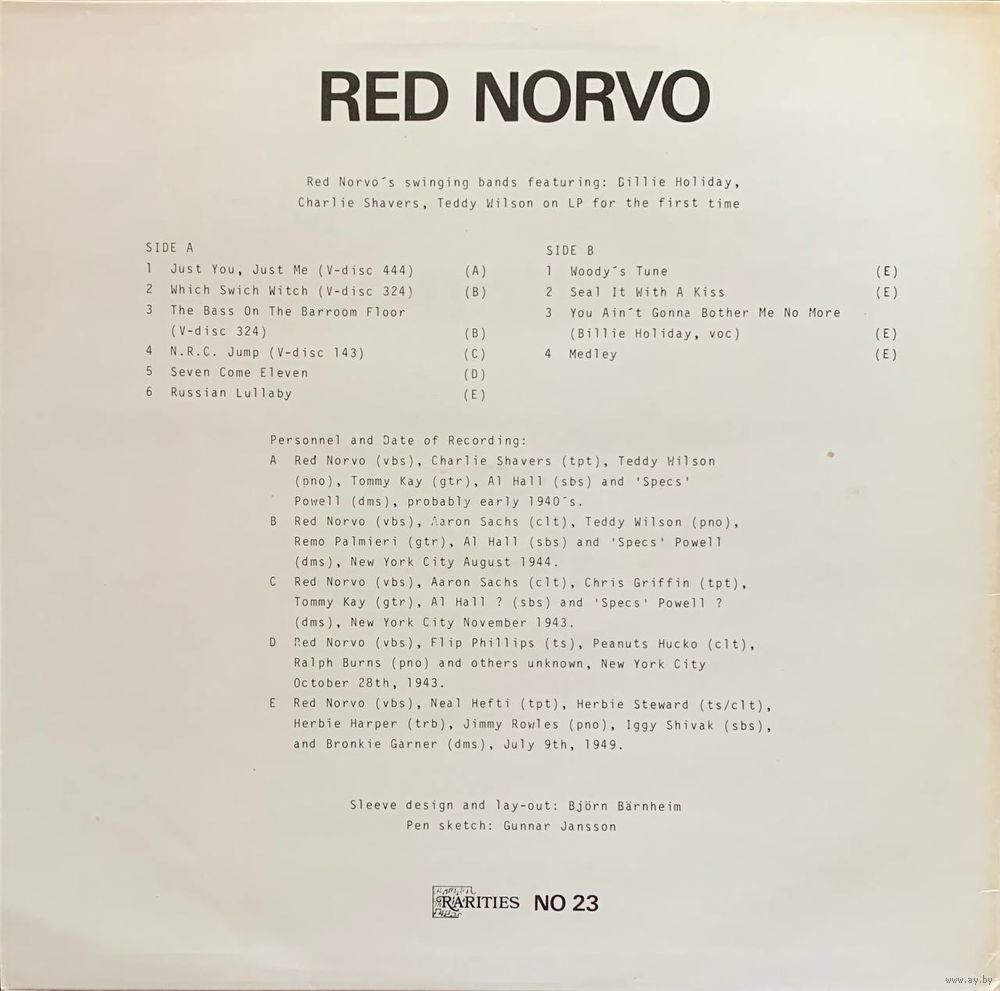 RED NORVO
Red Norvo´s swinging bands featuring: Billie Holiday,
Charlie Shavers, Teddy Wilson on LP for the first time
SIDE A
1 Just You, Just Me (V-disc 444) (A)
2 Which Swich Witch (V-disc 324) (B)
3 The Bass On The Barroom Floor
(V-disc 324) (B)
4 N.R.C. Jump (V-disc 143) (C)
5 Seven Come Eleven (D)
6 Russian Lullaby (E)
SIDE B
1 Woody´s Tune (E)
2 Seal It With A Kiss (E)
3 You Ain´t Gonna Bother Me No More
(Billie Holiday, voc) (E)
4 Medley (E)
Personnel and Date of Recording:
A Red Norvo (vbs), Charlie Shavers (tpt), Teddy Wilson
(pno), Tommy Kay (gtr), Al Hall (sbs) and 'Specs'
Powell (dms), probably early 1940´s.
B Red Norvo (vbs), Aaron Sachs (clt), Teddy Wilson (pno),
Remo Palmieri (gtr), Al Hall (sbs) and 'Specs' Powell
(dms), New York City August 1944.
C Red Norvo (vbs), Aaron Sachs (clt), Chris Griffin (tpt),
Tommy Kay (gtr), Al Hall ? (sbs) and 'Specs' Powell ?
(dms), New York City November 1943.
D Red Norvo (vbs), Flip Phillips (ts), Peanuts Hucko (clt),
Ralph Burns (pno) and others unknown, New York City
October 28th, 1943.
E Red Norvo (vbs), Neal Hefti (tpt), Herbie Steward (ts/clt),
Herbie Harper (trb), Jimmy Rowles (pno), Iggy Shivak (sbs),
and Bronkie Garner (dms), July 9th, 1949.
Sleeve design and lay-out: Björn Bärnheim
Pen sketch: Gunnar Jansson
RARITIES NO 23
www.ay.by